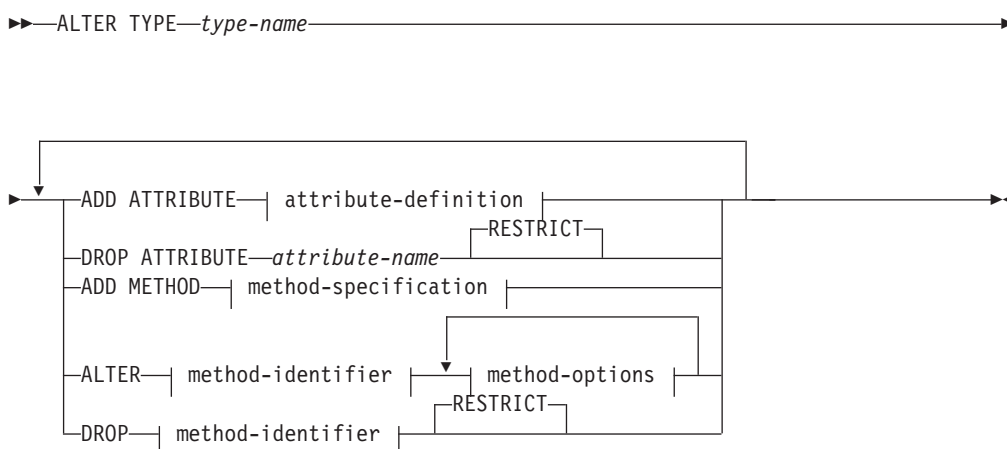 ALTER TYPE type-name
ADD ATTRIBUTE attribute-definition
RESTRICT
DROP ATTRIBUTE attribute-name
ADD METHOD method-specification
ALTER method-identifier method-options
RESTRICT
DROP method-identifier